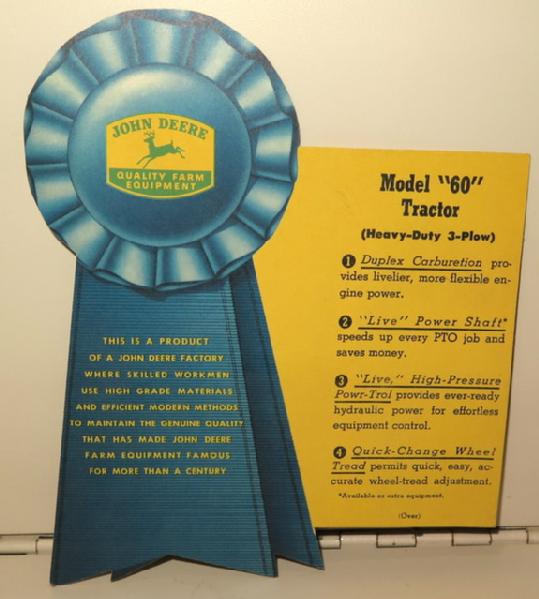 JOHN DEERE
QUALITY FARM
EQUIPMENT
THIS IS A PRODUCT
OF A JOHN DEERE FACTORY
WHERE SKILLED WORKMEN
USE HIGH GRADE MATERIALS
AND EFFICIENT MODERN METHODS
TO MAINTAIN THE GENUINE QUALITY
THAT HAS MADE JOHN DEERE
FARM EQUIPMENT FAMOUS
FOR MORE THAN A CENTURY
Model "60"
Tractor
(Heavy-Duty 3-Plow)
1 Duplex Carburetion pro-
vides livelier, more flexible en-
gine power.
2 "Live" Power Shaft*
speeds up every PTO job and
saves money.
3 "Live," High-Pressure
Powr-Trol provides ever-ready
hydraulic power for effortless
equipment control.
4 Quick-Change Wheel
Tread permits quick, easy, ac-
curate wheel-tread adjustment.
*Available as extra equipment.
(Over)